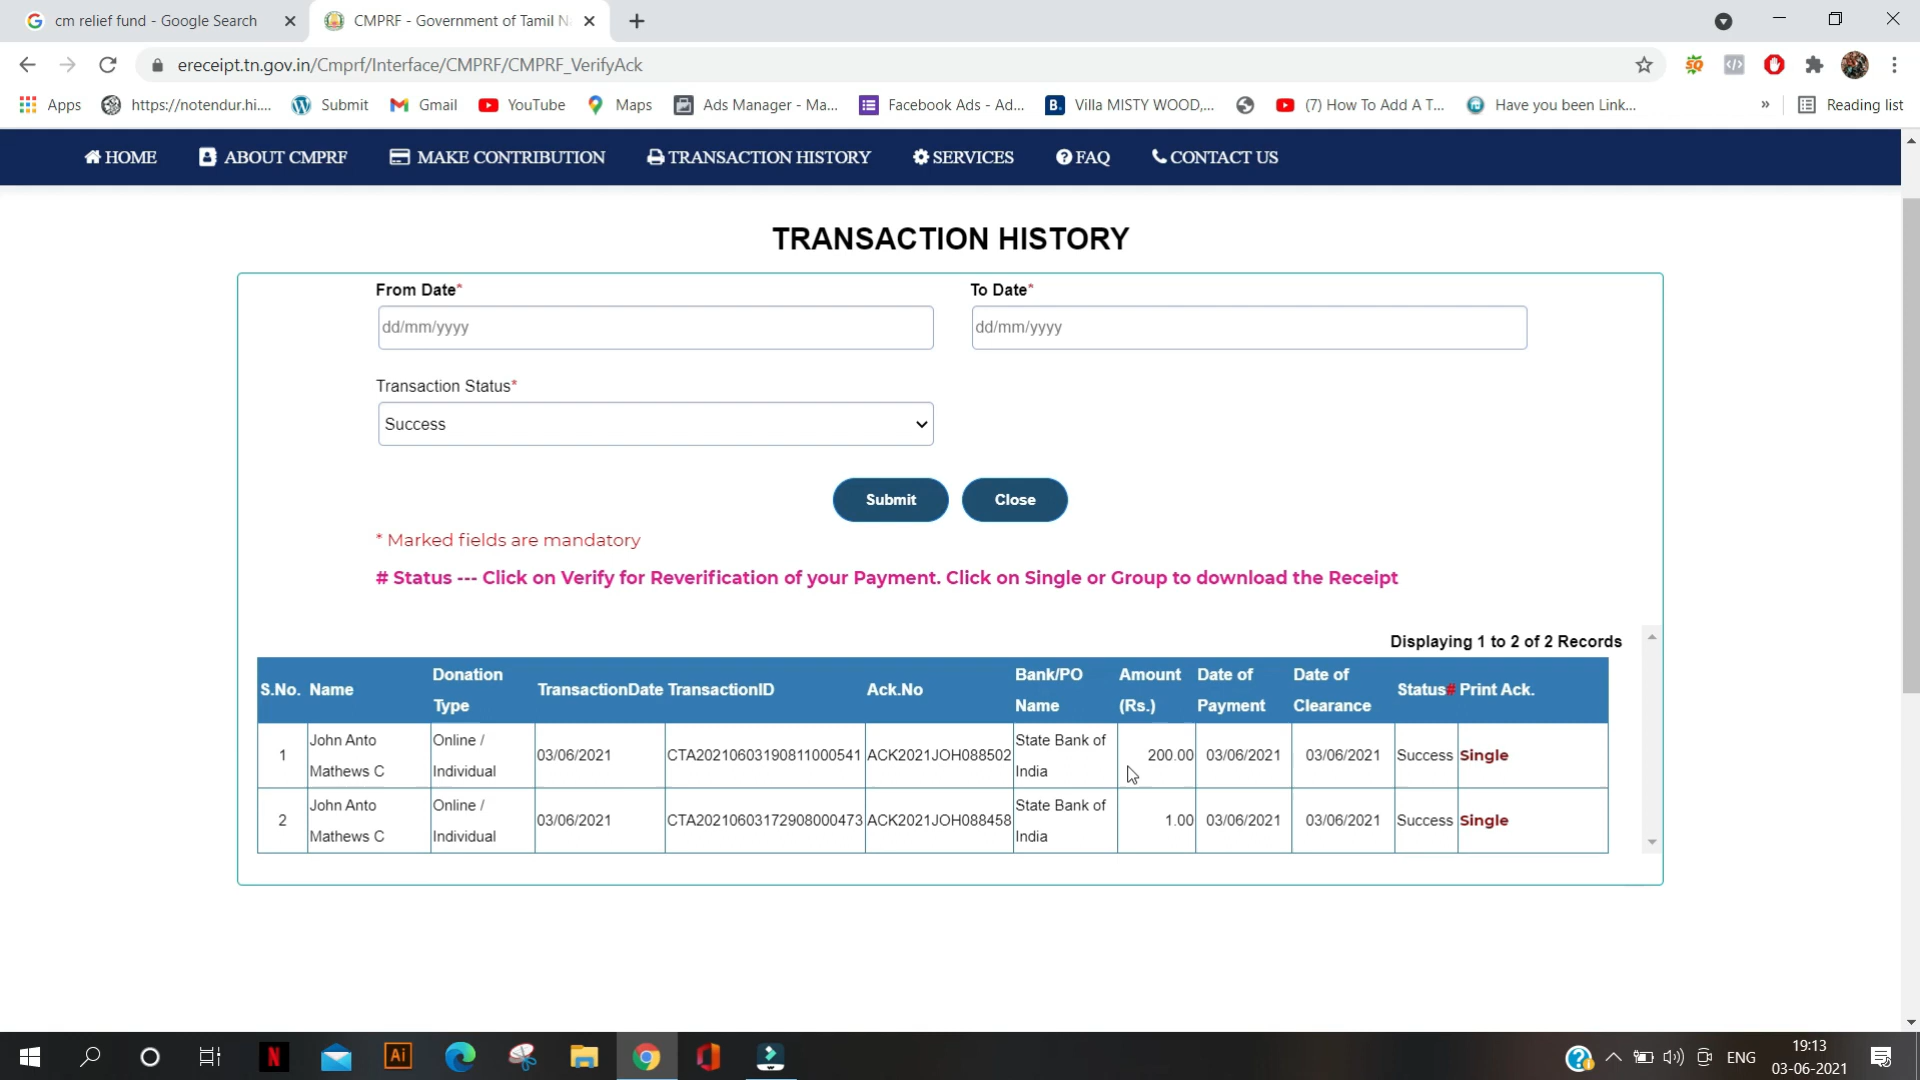 cm relief fund - Google Search
CMPRF - Government of Tamil N
ereceipt.tn.gov.in/Cmprf/Interface/CMPRF/CMPRF_VerifyAck
Apps https://notendur.hi.... Submit Gmail YouTube Maps Ads Manager - Ma... Facebook Ads - Ad... Villa MISTY WOOD,... (7) How To Add A T... Have you been Link... » Reading list
HOME ABOUT CMPRF MAKE CONTRIBUTION TRANSACTION HISTORY SERVICES FAQ CONTACT US
TRANSACTION HISTORY
From Date* To Date*
dd/mm/yyyy dd/mm/yyyy
Transaction Status*
Success
Submit Close
* Marked fields are mandatory
# Status --- Click on Verify for Reverification of your Payment. Click on Single or Group to download the Receipt
Displaying 1 to 2 of 2 Records
S.No. Name Donation Type TransactionDate TransactionID Ack.No Bank/PO Name Amount (Rs.) Date of Payment Date of Clearance Status# Print Ack.
1 John Anto Mathews C Online / Individual 03/06/2021 CTA20210603190811000541 ACK2021JOH088502 State Bank of India 200.00 03/06/2021 03/06/2021 Success Single
2 John Anto Mathews C Online / Individual 03/06/2021 CTA20210603172908000473 ACK2021JOH088458 State Bank of India 1.00 03/06/2021 03/06/2021 Success Single
N Ai ENG 19:13
03-06-2021